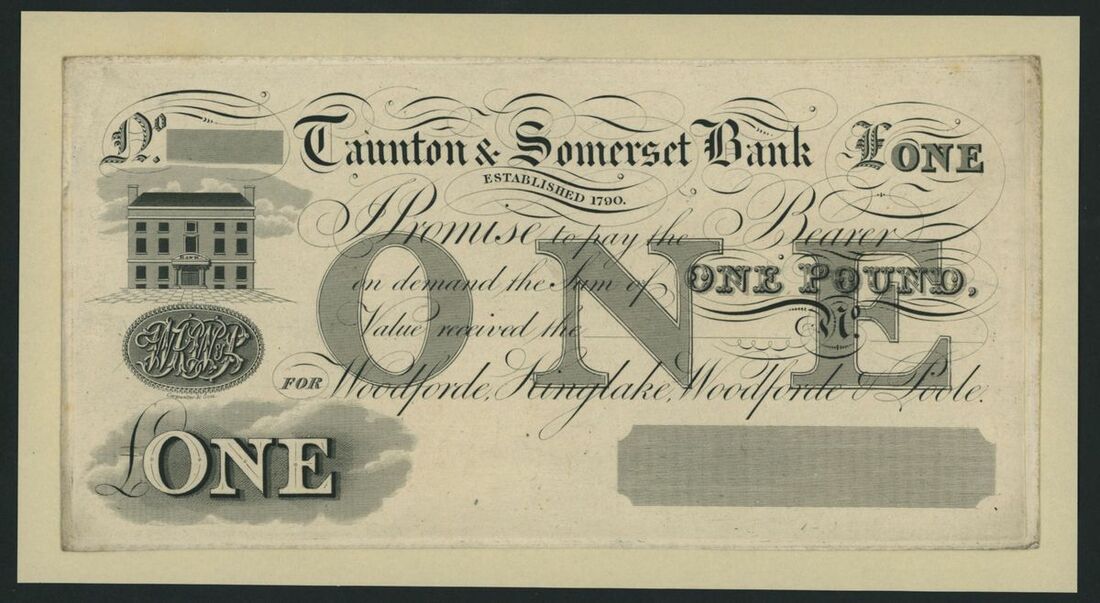 No.
Taunton & Somerset Bank
£ONE
ESTABLISHED 1790.
I Promise to pay the Bearer
on demand the Sum of ONE POUND,
Value received the No.
ONE
FOR Woodforde, Kinglake, Woodforde & Poole.
BANK
£ONE